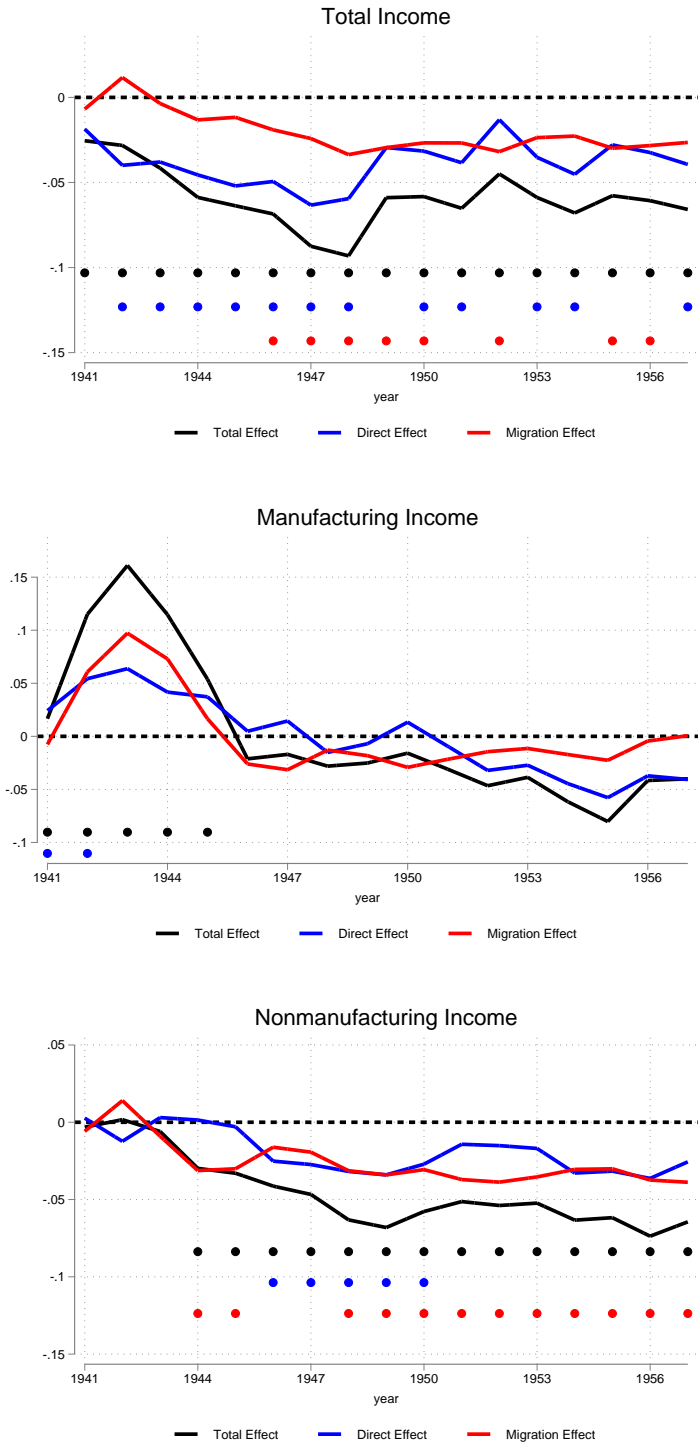 Total Income
0
-.05
-.1
-.15
1941 1944 1947 1950 1953 1956
year
Total Effect Direct Effect Migration Effect
Manufacturing Income
.15
.1
.05
0
-.05
-.1
1941 1944 1947 1950 1953 1956
year
Total Effect Direct Effect Migration Effect
Nonmanufacturing Income
.05
0
-.05
-.1
-.15
1941 1944 1947 1950 1953 1956
year
Total Effect Direct Effect Migration Effect